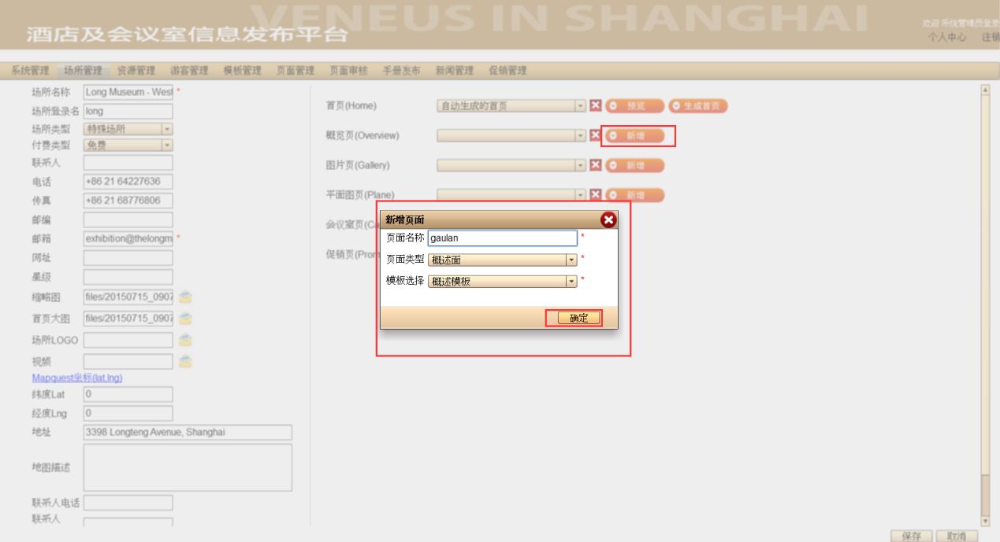 VENEUS IN SHANGHAI
酒店及会议室信息发布平台
欢迎 系统管理员登录
个人中心 注销
系统管理 场所管理 资源管理 游客管理 模板管理 页面管理 页面审核 手册发布 新闻管理 促销管理
场所名称 Long Museum - West *
场所登录名 long
场所类型 特殊场所
付费类型 免费
联系人
电话 +86 21 64227636
传真 +86 21 68776806
邮编
邮箱 exhibition@thelongm *
网址
星级
缩略图 files/20150715_0907
首页大图 files/20150715_0907
场所LOGO
视频
Mapquest坐标(lat,lng)
纬度Lat 0
经度Lng 0
地址 3398 Longteng Avenue, Shanghai
地图描述
联系人电话
联系人
首页(Home) 自动生成的首页 预览 生成首页
概览页(Overview) 新增
图片页(Gallery) 新增
平面图页(Plane) 新增
会议室页(Ca
促销页(Prom
新增页面
页面名称 gaulan *
页面类型 概述面 *
模板选择 概述模板 *
确定
保存 取消